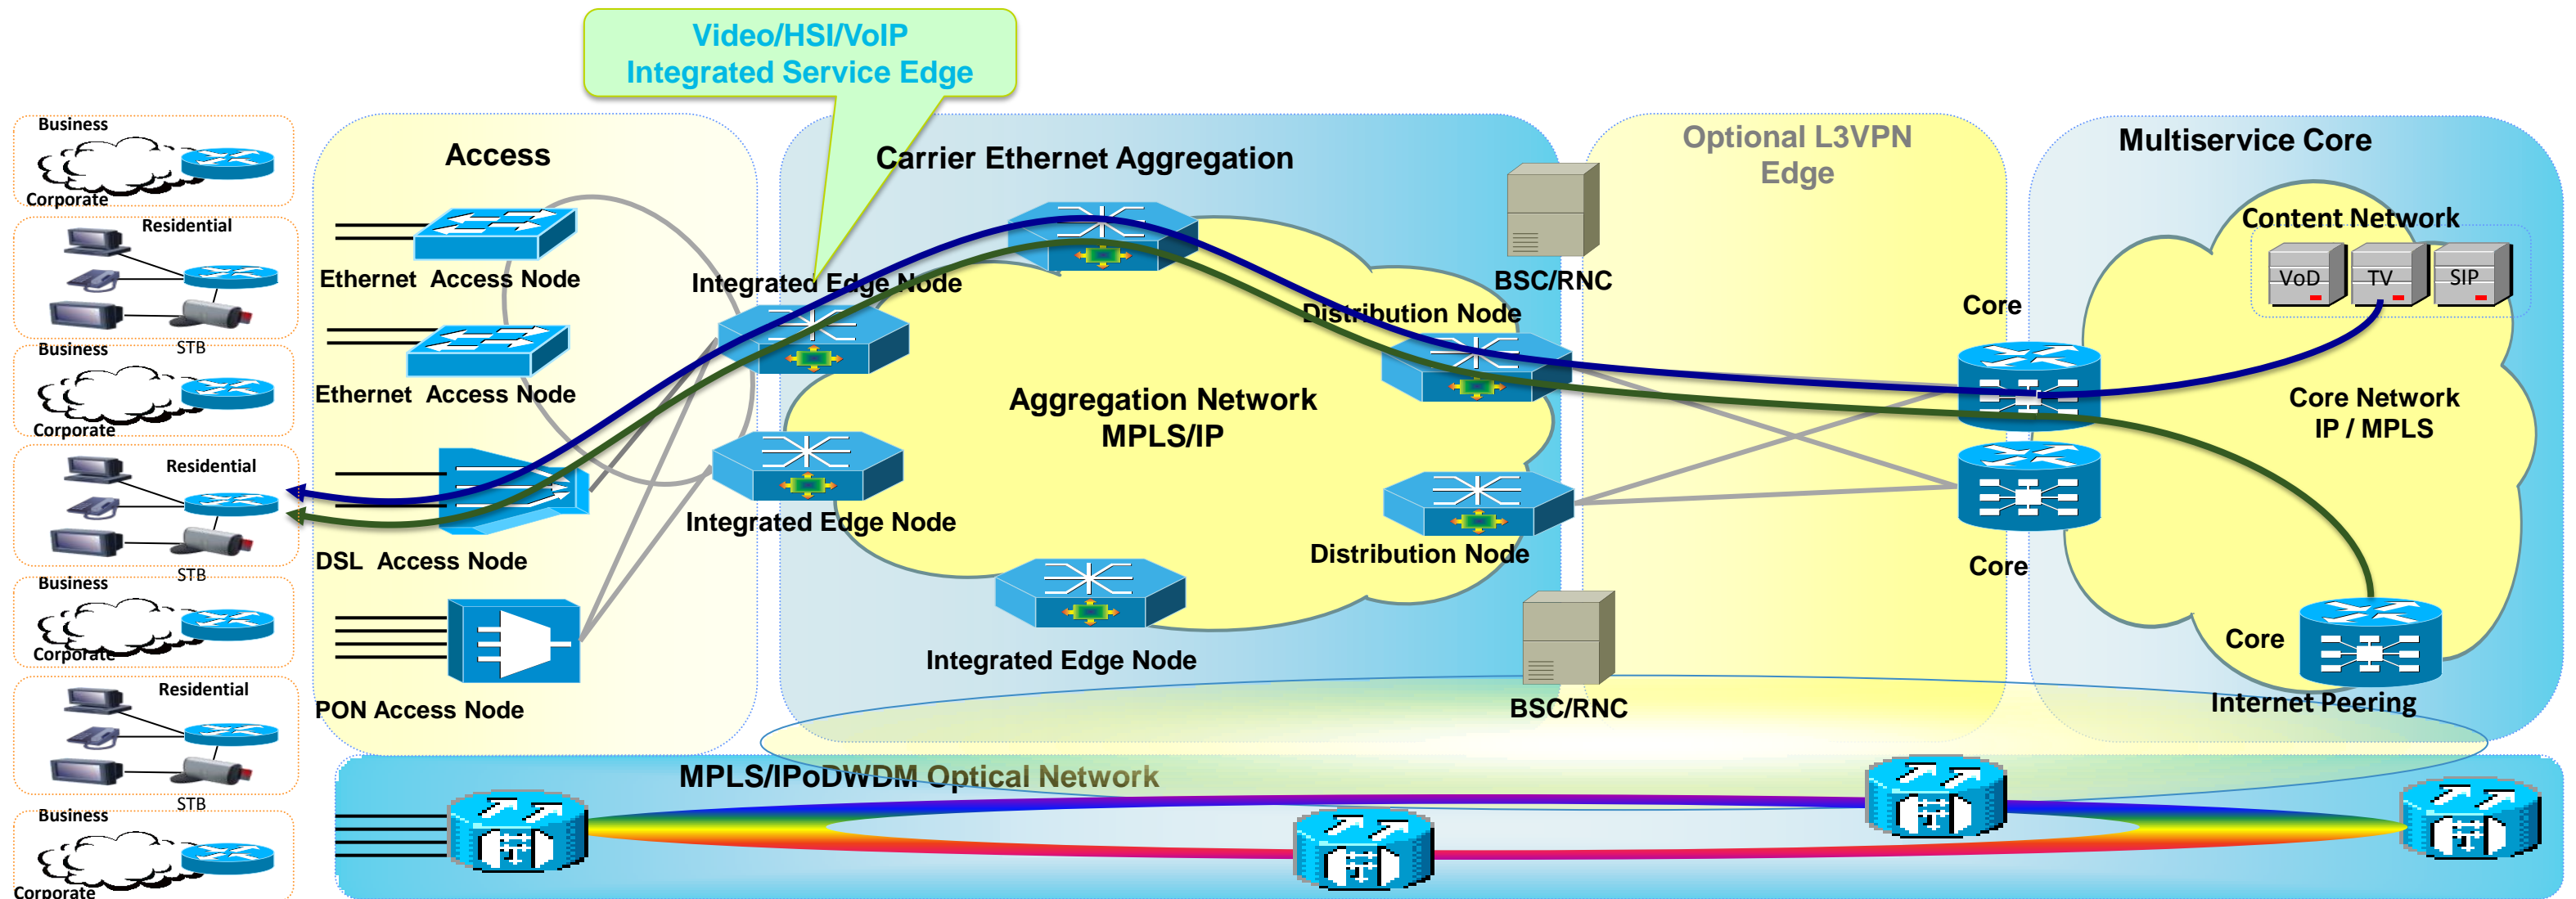 Video/HSI/VoIP
Integrated Service Edge
Business
Corporate
Residential
STB
Business
Corporate
Residential
STB
Business
Corporate
Residential
STB
Business
Corporate
Access
Ethernet Access Node
Ethernet Access Node
DSL Access Node
PON Access Node
Carrier Ethernet Aggregation
Integrated Edge Node
Integrated Edge Node
Integrated Edge Node
Aggregation Network
MPLS/IP
Distribution Node
Distribution Node
BSC/RNC
BSC/RNC
Optional L3VPN
Edge
Core
Core
Multiservice Core
Content Network
VoD
TV
SIP
Core Network
IP / MPLS
Core
Internet Peering
MPLS/IPoDWDM Optical Network